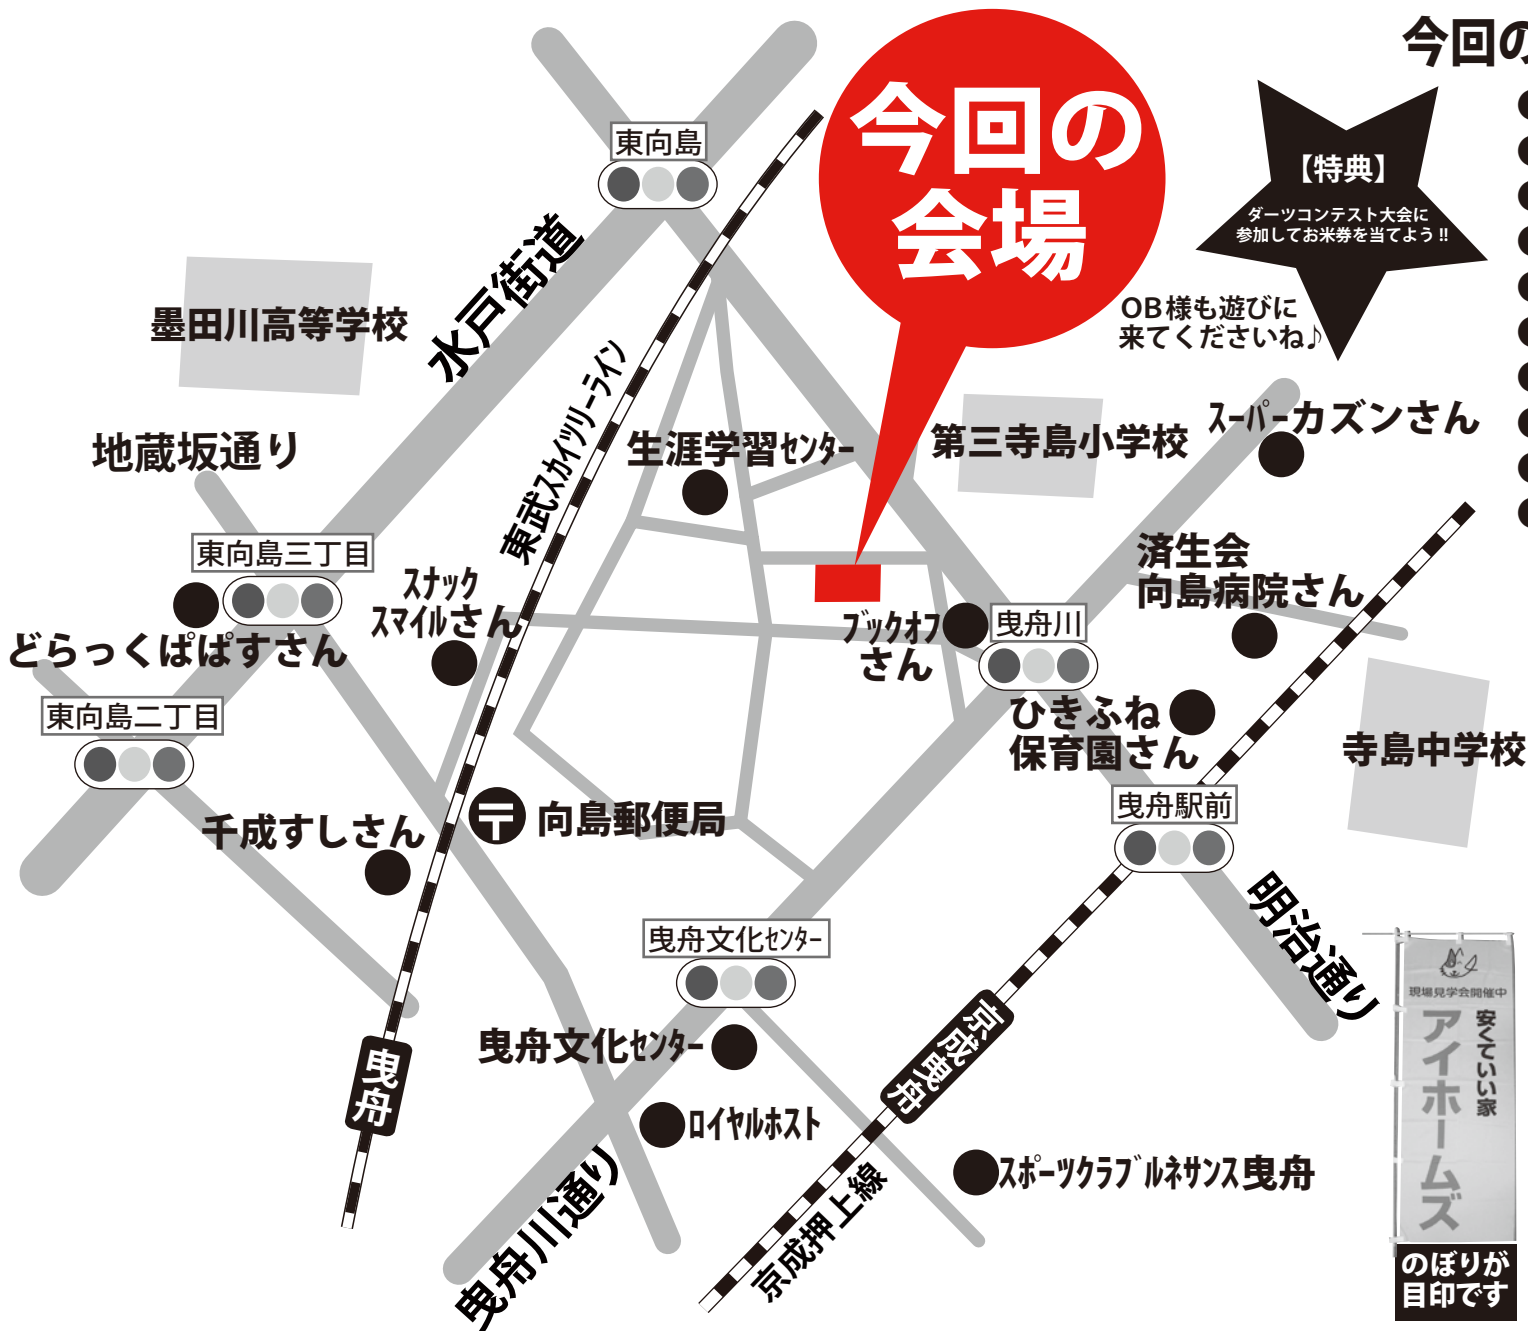 今回の
今回の
会場
【特典】
ダーツコンテスト大会に
参加してお米券を当てよう!!
OB様も遊びに
来てくださいね♪
東向島
水戸街道
墨田川高等学校
地蔵坂通り
東武スカイツリーライン
生涯学習センター
第三寺島小学校
スーパーカズンさん
東向島三丁目
スナック
スマイルさん
どらっくぱぱすさん
済生会
向島病院さん
ブックオフ
さん
曳舟川
東向島二丁目
ひきふね
保育園さん
寺島中学校
曳舟駅前
千成すしさん
〒
向島郵便局
明治通り
曳舟文化センター
曳舟文化センター
曳舟
京成曳舟
ロイヤルホスト
スポーツクラブルネサンス曳舟
曳舟川通り
京成押上線
現場見学会開催中
安くていい家
アイホームズ
のぼりが
目印です